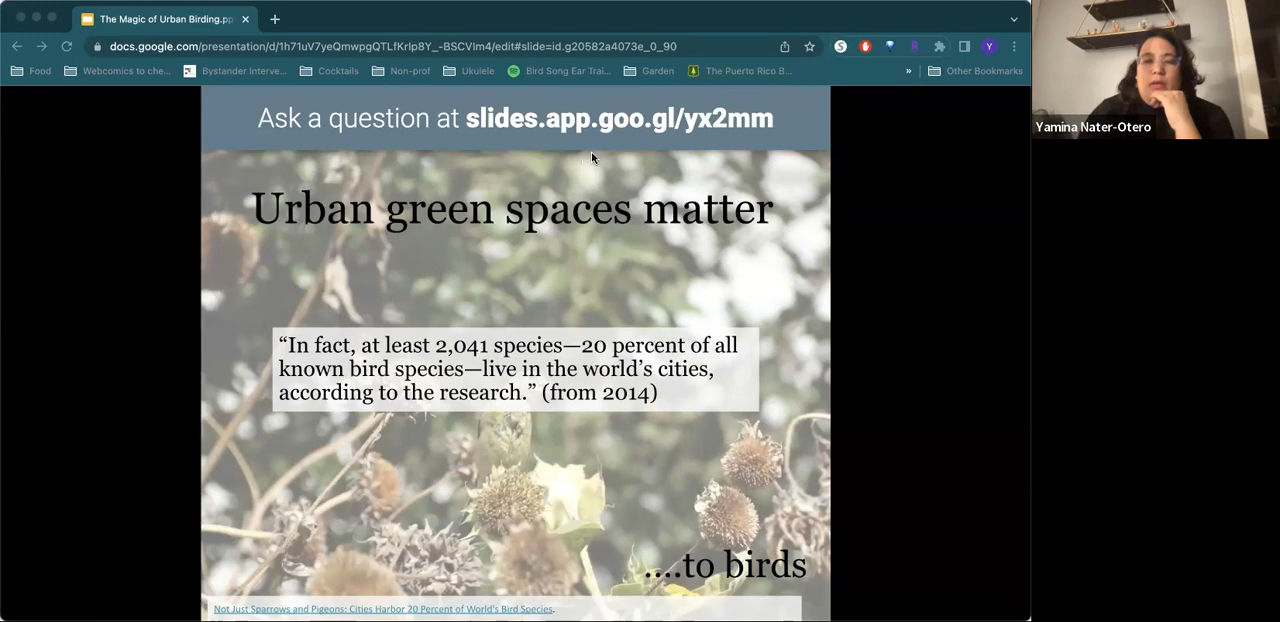 The Magic of Urban Birding.pp
docs.google.com/presentation/d/1h71uV7yeQmwpgQTLfKrIp8Y_-BSCVlm4/edit#slide=id.g20582a4073e_0_90
S
R
Y
Food
Webcomics to che...
Bystander Interve...
Cocktails
Non-prof
Ukulele
Bird Song Ear Trai...
Garden
The Puerto Rico B...
»
Other Bookmarks
Yamina Nater-Otero
Ask a question at slides.app.goo.gl/yx2mm
Urban green spaces matter
“In fact, at least 2,041 species—20 percent of all
known bird species—live in the world’s cities,
according to the research.” (from 2014)
....to birds
Not Just Sparrows and Pigeons: Cities Harbor 20 Percent of World's Bird Species.